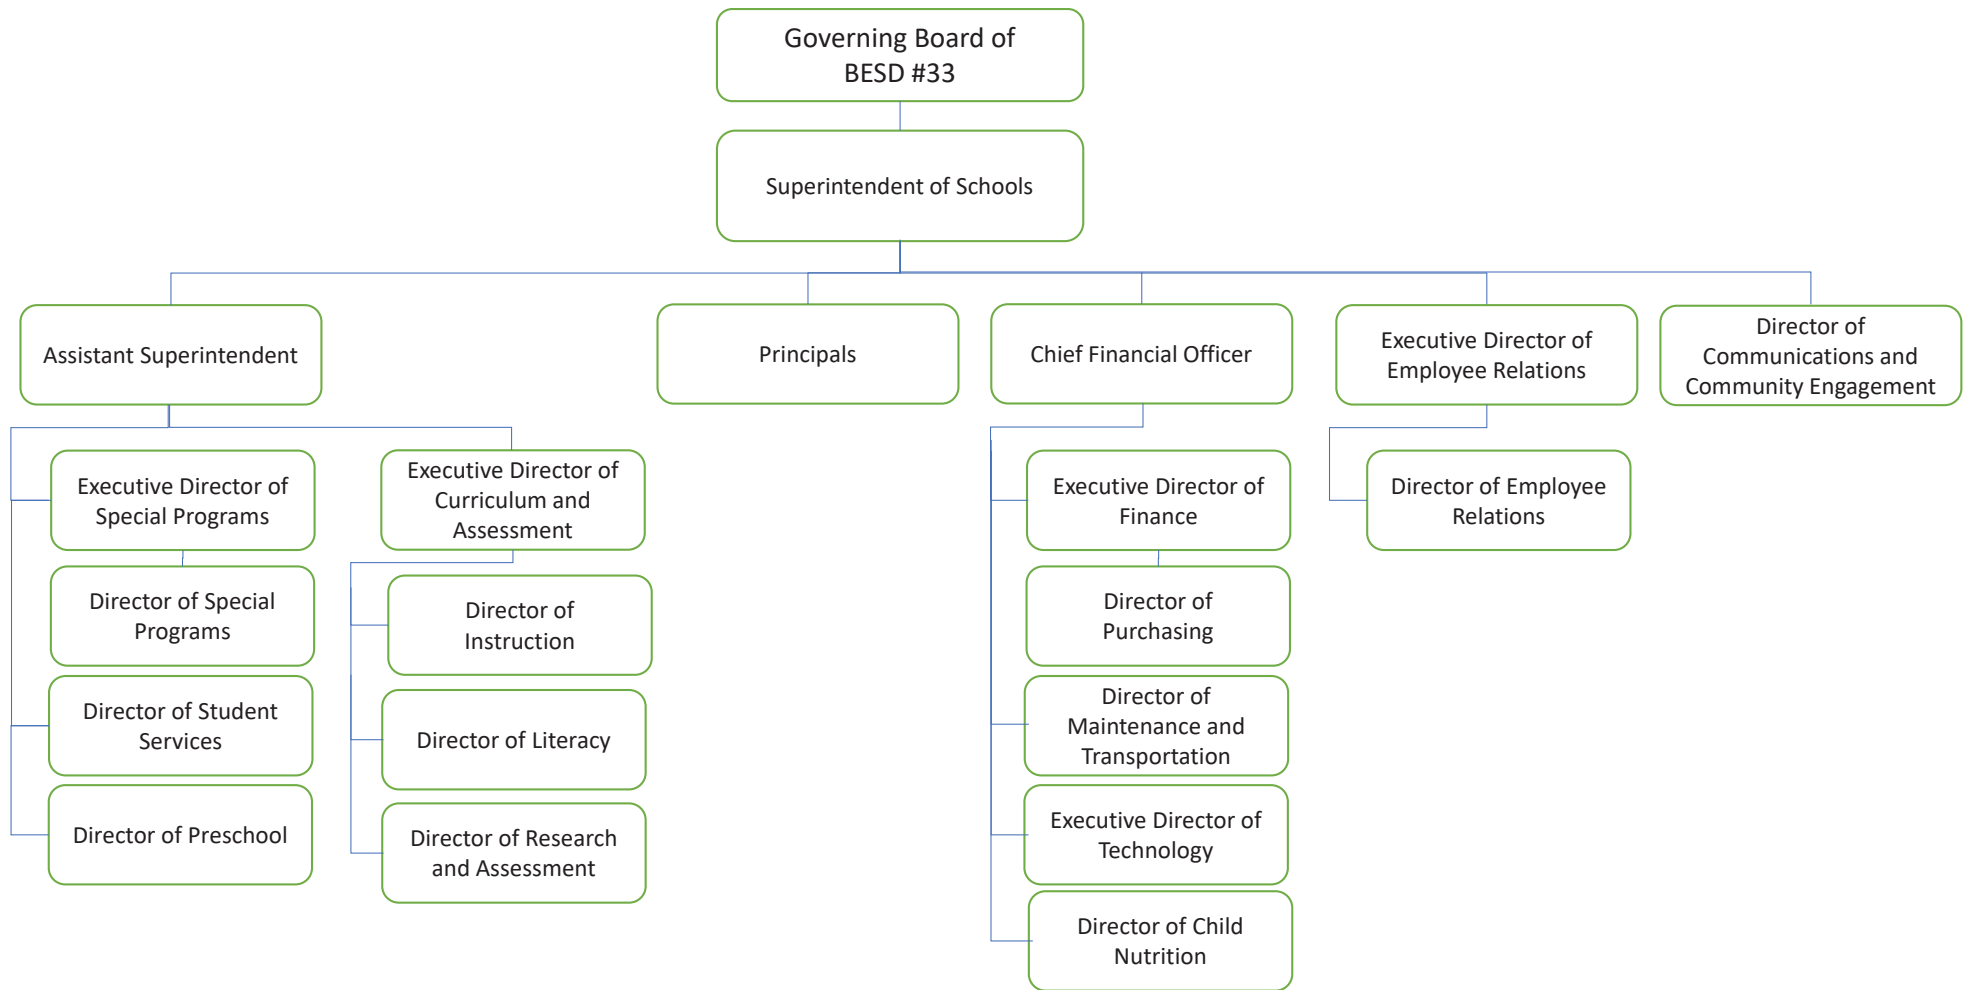 Governing Board of
BESD #33
Superintendent of Schools
Assistant Superintendent
Principals
Chief Financial Officer
Executive Director of
Employee Relations
Director of
Communications and
Community Engagement
Executive Director of
Special Programs
Executive Director of
Curriculum and
Assessment
Executive Director of
Finance
Director of Employee
Relations
Director of Special
Programs
Director of
Instruction
Director of
Purchasing
Director of Student
Services
Director of Literacy
Director of
Maintenance and
Transportation
Director of Preschool
Director of Research
and Assessment
Executive Director of
Technology
Director of Child
Nutrition